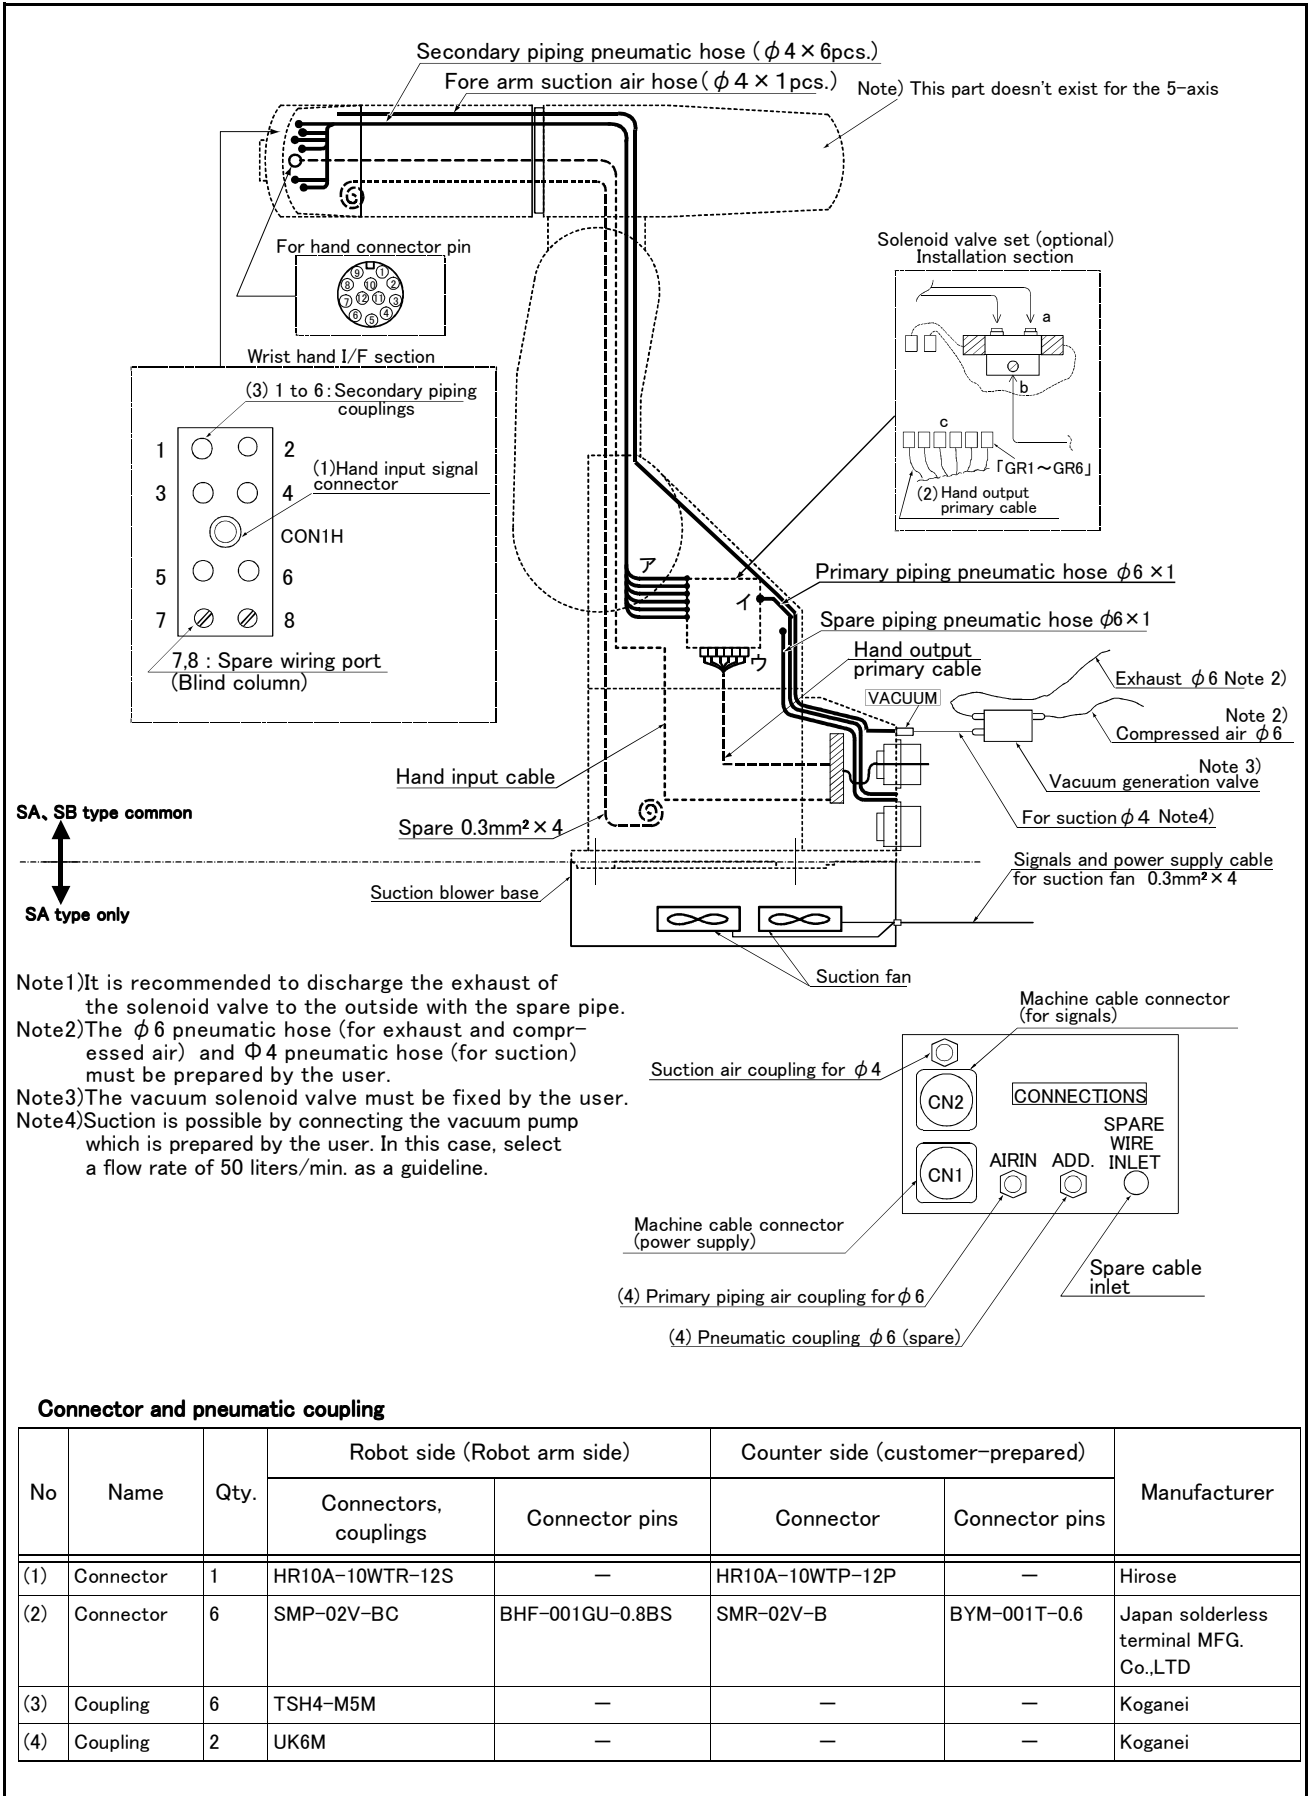 Secondary piping pneumatic hose (φ4×6pcs.)
Fore arm suction air hose(φ4×1pcs.)
Note) This part doesn't exist for the 5-axis
For hand connector pin
9
1
8
10
2
7
12
11
3
6
4
5
Solenoid valve set (optional)
Installation section
a
b
c
「GR1～GR6」
(2) Hand output
primary cable
Wrist hand I/F section
(3) 1 to 6:Secondary piping
couplings
1
2
(1)Hand input signal
connector
3
4
CON1H
5
6
7
8
7,8 : Spare wiring port
(Blind column)
ア
イ
ウ
Primary piping pneumatic hose φ6×1
Spare piping pneumatic hose φ6×1
Hand output
primary cable
VACUUM
Exhaust φ6 Note 2)
Note 2)
Compressed air φ6
Note 3)
Vacuum generation valve
For suction φ4 Note4)
Hand input cable
Spare 0.3mm²×4
SA、SB type common
SA type only
Suction blower base
Signals and power supply cable
for suction fan 0.3mm²×4
Suction fan
Note1)It is recommended to discharge the exhaust of
the solenoid valve to the outside with the spare pipe.
Note2)The φ6 pneumatic hose (for exhaust and compr-
essed air) and Φ4 pneumatic hose (for suction)
must be prepared by the user.
Note3)The vacuum solenoid valve must be fixed by the user.
Note4)Suction is possible by connecting the vacuum pump
which is prepared by the user. In this case, select
a flow rate of 50 liters/min. as a guideline.
Machine cable connector
(for signals)
Suction air coupling for φ4
CN2
CONNECTIONS
SPARE
WIRE
INLET
CN1
AIRIN
ADD.
Machine cable connector
(power supply)
Spare cable
inlet
(4) Primary piping air coupling for φ6
(4) Pneumatic coupling φ6 (spare)
Connector and pneumatic coupling
No Name Qty. Robot side (Robot arm side) Counter side (customer-prepared) Manufacturer
Connectors,
couplings Connector pins Connector Connector pins
(1) Connector 1 HR10A-10WTR-12S － HR10A-10WTP-12P － Hirose
(2) Connector 6 SMP-02V-BC BHF-001GU-0.8BS SMR-02V-B BYM-001T-0.6 Japan solderless
terminal MFG.
Co.,LTD
(3) Coupling 6 TSH4-M5M － － － Koganei
(4) Coupling 2 UK6M － － － Koganei